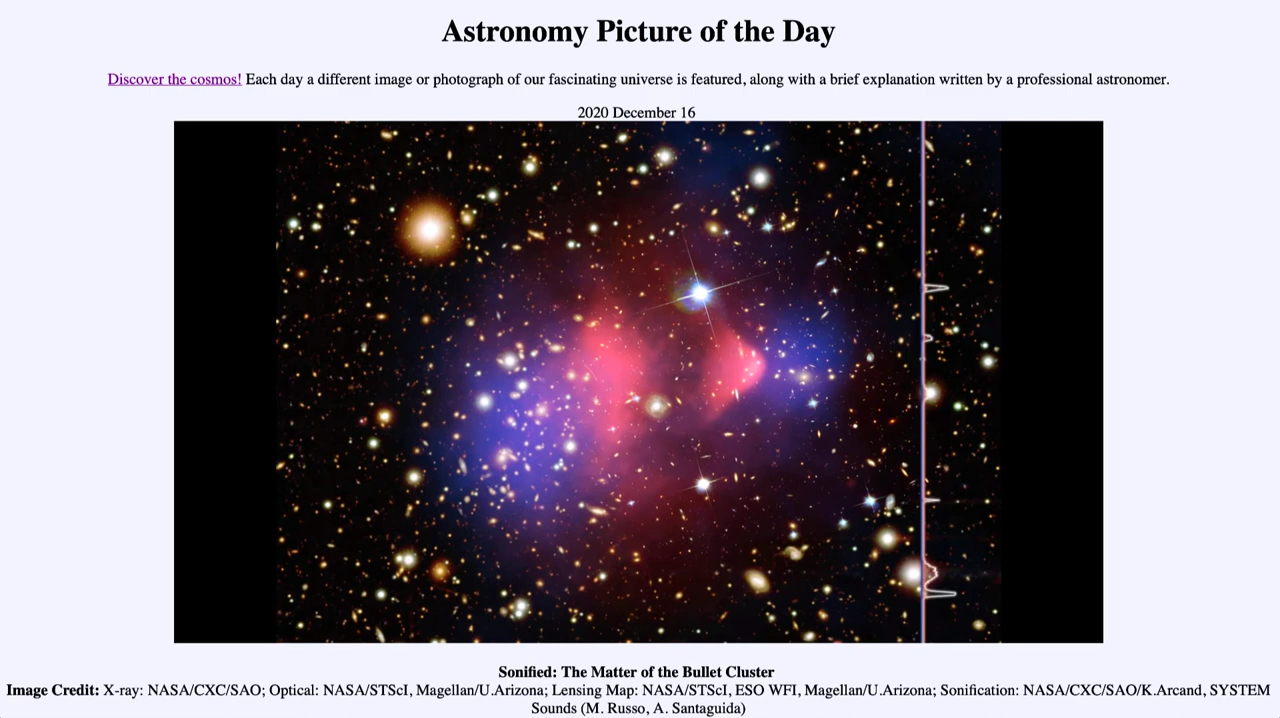 Astronomy Picture of the Day
Discover the cosmos! Each day a different image or photograph of our fascinating universe is featured, along with a brief explanation written by a professional astronomer.
2020 December 16
Sonified: The Matter of the Bullet Cluster
Image Credit: X-ray: NASA/CXC/SAO; Optical: NASA/STScI, Magellan/U.Arizona; Lensing Map: NASA/STScI, ESO WFI, Magellan/U.Arizona; Sonification: NASA/CXC/SAO/K.Arcand, SYSTEM
Sounds (M. Russo, A. Santaguida)